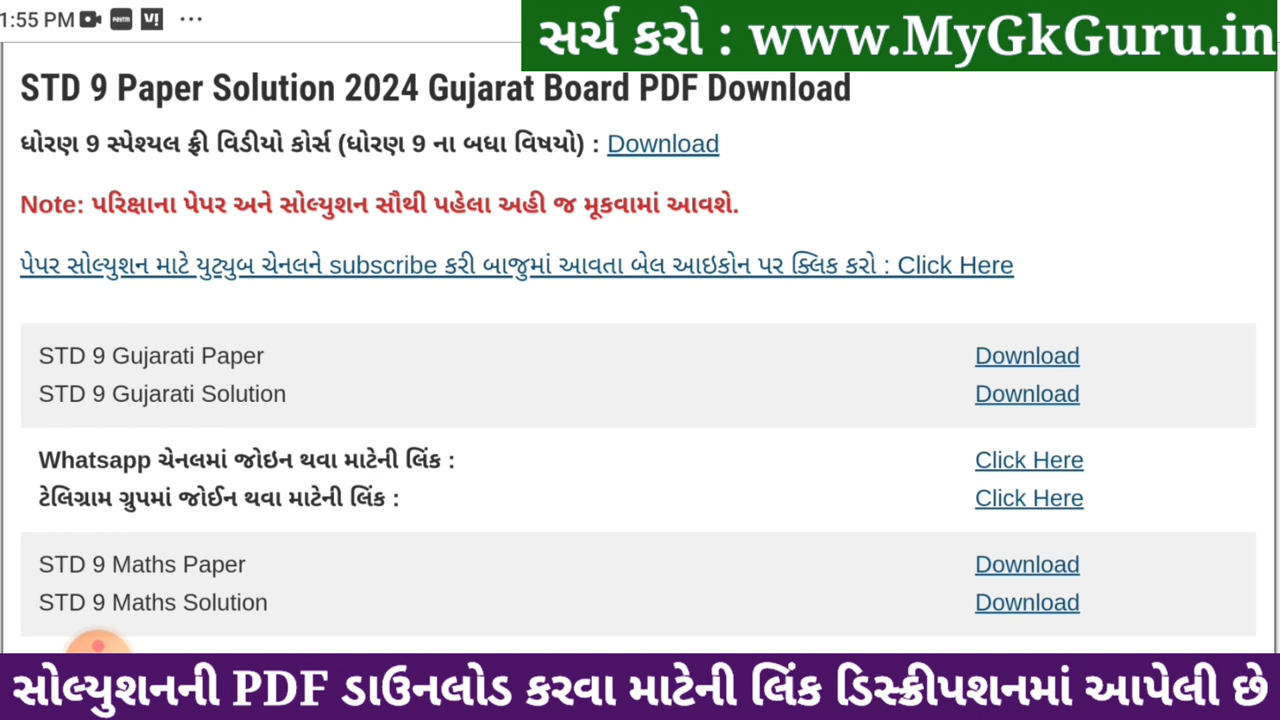 1:55 PM
સર્ચ કરો : www.MyGkGuru.in
STD 9 Paper Solution 2024 Gujarat Board PDF Download
ધોરણ 9 સ્પેશ્યલ ફ્રી વિડીયો કોર્સ (ધોરણ 9 ના બધા વિષયો) : Download
Note: પરિક્ષાના પેપર અને સોલ્યુશન સૌથી પહેલા અહી જ મૂકવામાં આવશે.
પેપર સોલ્યુશન માટે યુટ્યુબ ચેનલને subscribe કરી બાજુમાં આવતા બેલ આઇકોન પર ક્લિક કરો : Click Here
STD 9 Gujarati Paper Download
STD 9 Gujarati Solution Download
Whatsapp ચેનલમાં જોઇન થવા માટેની લિંક : Click Here
ટેલિગ્રામ ગ્રુપમાં જોઈન થવા માટેની લિંક : Click Here
STD 9 Maths Paper Download
STD 9 Maths Solution Download
સોલ્યુશનની PDF ડાઉનલોડ કરવા માટેની લિંક ડિસ્ક્રીપશનમાં આપેલી છે